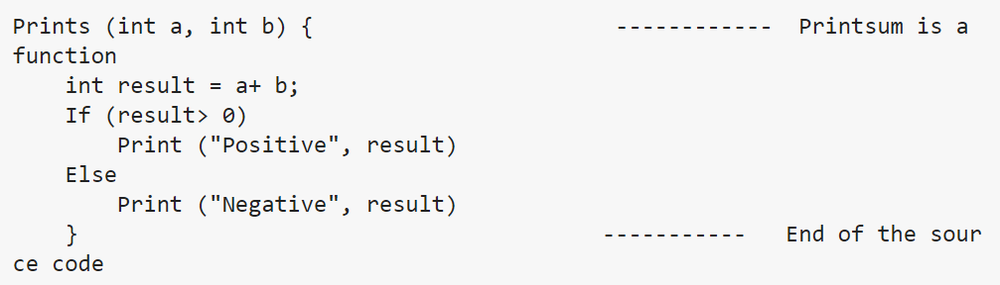 Prints (int a, int b) {                       ------------  Printsum is a
function
    int result = a+ b;
    If (result> 0)
        Print ("Positive", result)
    Else
        Print ("Negative", result)
    }                                        -----------   End of the sour
ce code